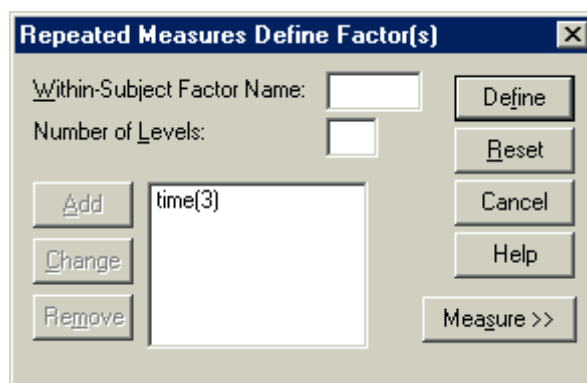 Repeated Measures Define Factor(s)
Within-Subject Factor Name:
Define
Number of Levels:
Reset
Add
time(3)
Cancel
Change
Help
Remove
Measure >>